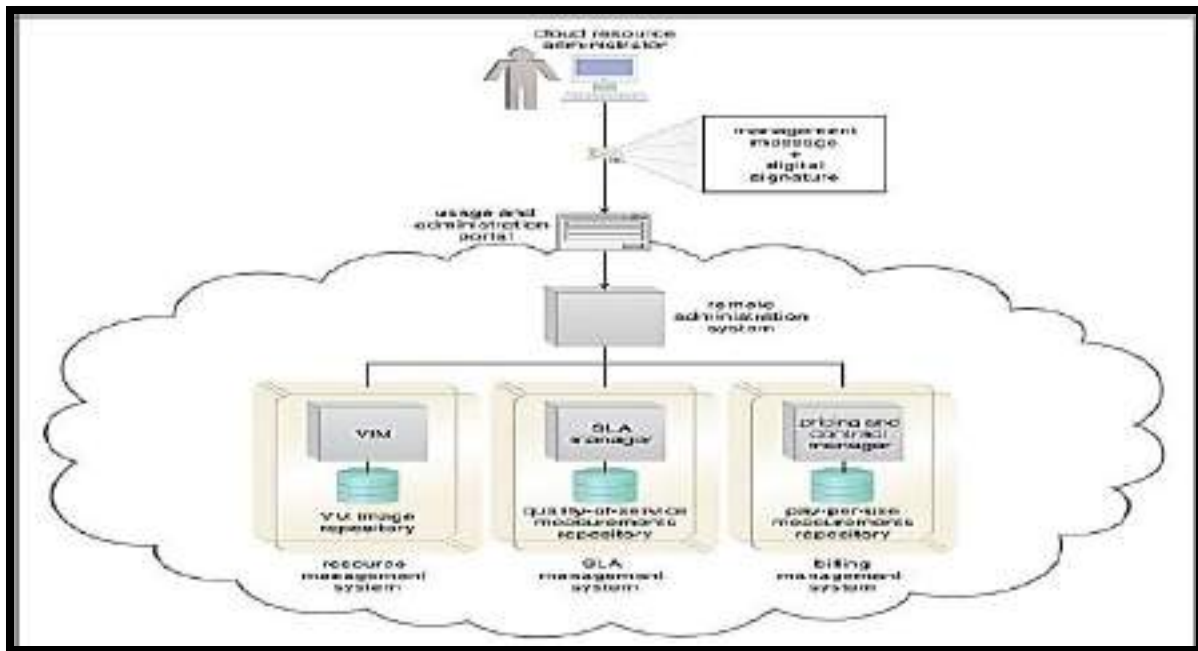 cloud resource
administrator
management
message
+
digital
signature
usage and
administration
portal
remote
administration
system
VIM
VM image
repository
resource
management
system
SLA
manager
quality-of-service
measurements
repository
SLA
management
system
pricing and
contract
manager
pay-per-use
measurements
repository
billing
management
system